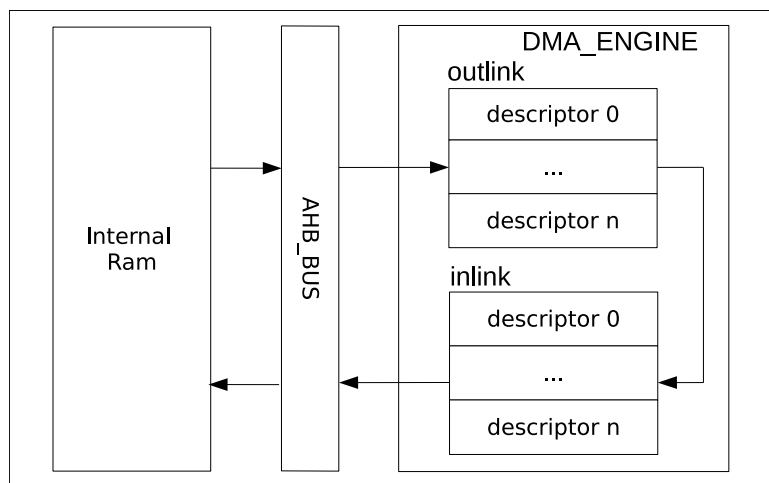 DMA_ENGINE
outlink
descriptor 0
...
descriptor n
Internal
Ram
AHB_BUS
inlink
descriptor 0
...
descriptor n